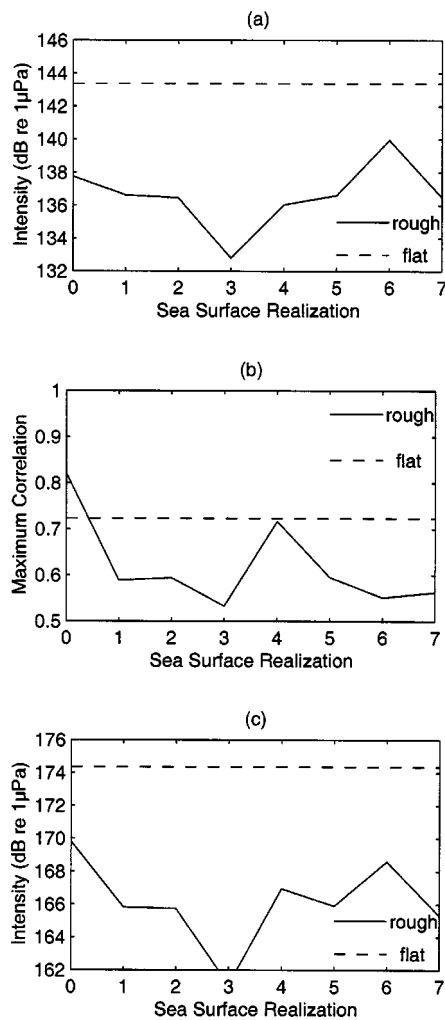 (a)
146
144
142
140
138
136
134
132
Intensity (dB re 1μPa)
rough
flat
0 1 2 3 4 5 6 7
Sea Surface Realization
(b)
1
0.9
0.8
0.7
0.6
0.5
Maximum Correlation
rough
flat
0 1 2 3 4 5 6 7
Sea Surface Realization
(c)
176
174
172
170
168
166
164
162
Intensity (dB re 1μPa)
rough
flat
0 1 2 3 4 5 6 7
Sea Surface Realization